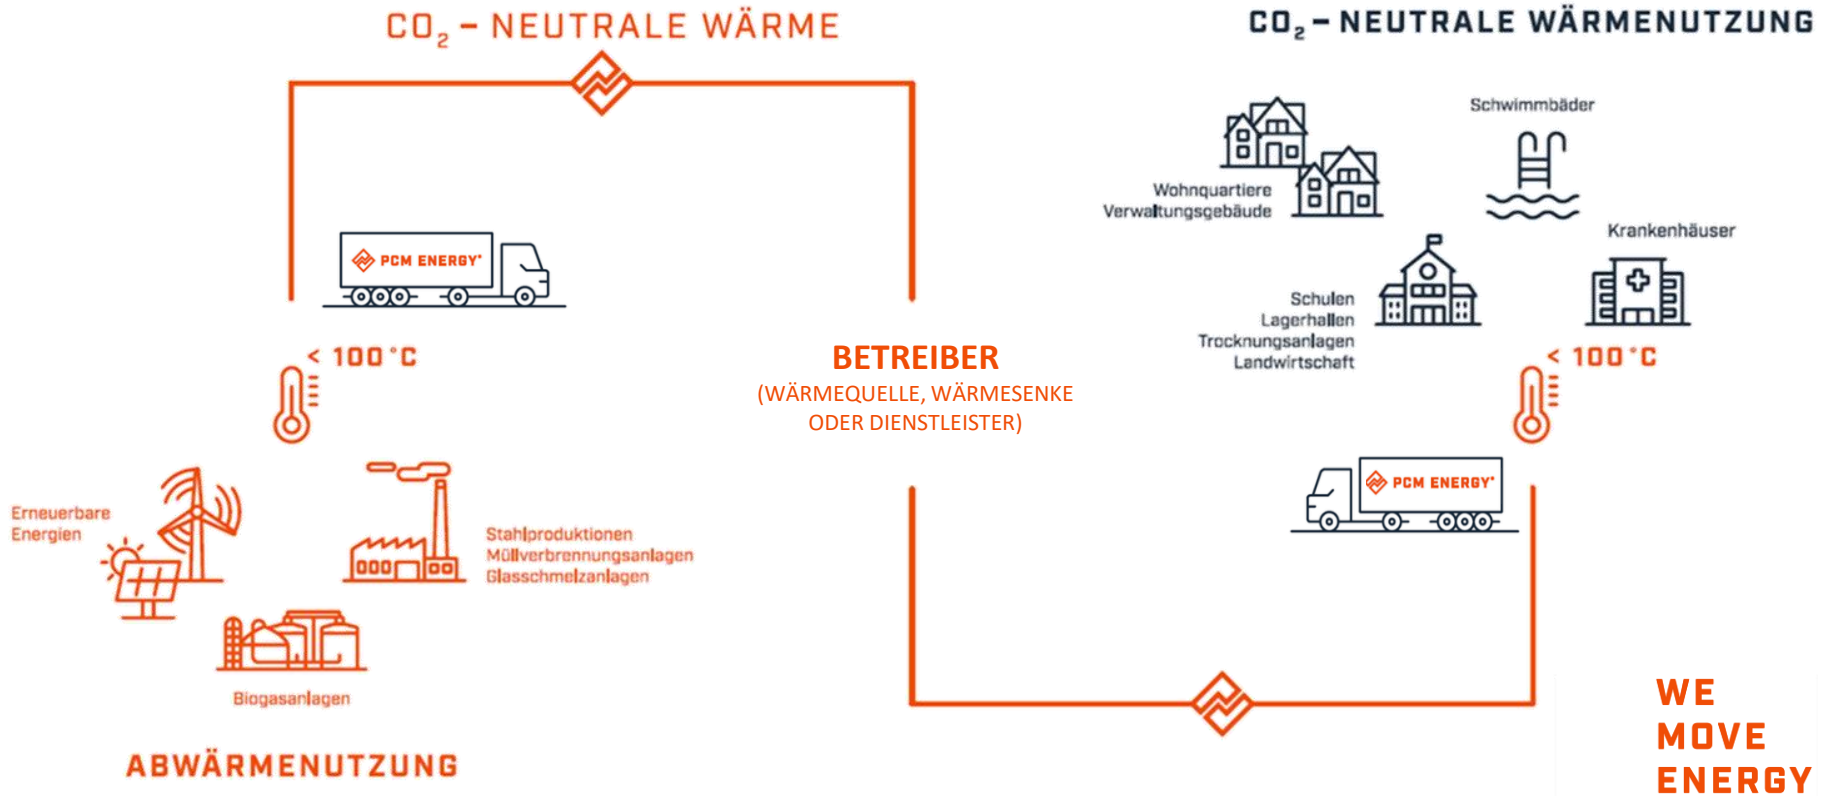 CO₂ – NEUTRALE WÄRME
PCM ENERGY®
< 100 °C
Erneuerbare
Energien
Stahlproduktionen
Müllverbrennungsanlagen
Glasschmelzanlagen
Biogasanlagen
ABWÄRMENUTZUNG
BETREIBER
(WÄRMEQUELLE, WÄRMESENKE
ODER DIENSTLEISTER)
CO₂ – NEUTRALE WÄRMENUTZUNG
Schwimmbäder
Wohnquartiere
Verwaltungsgebäude
Krankenhäuser
Schulen
Lagerhallen
Trocknungsanlagen
Landwirtschaft
< 100 °C
PCM ENERGY®
WE
MOVE
ENERGY